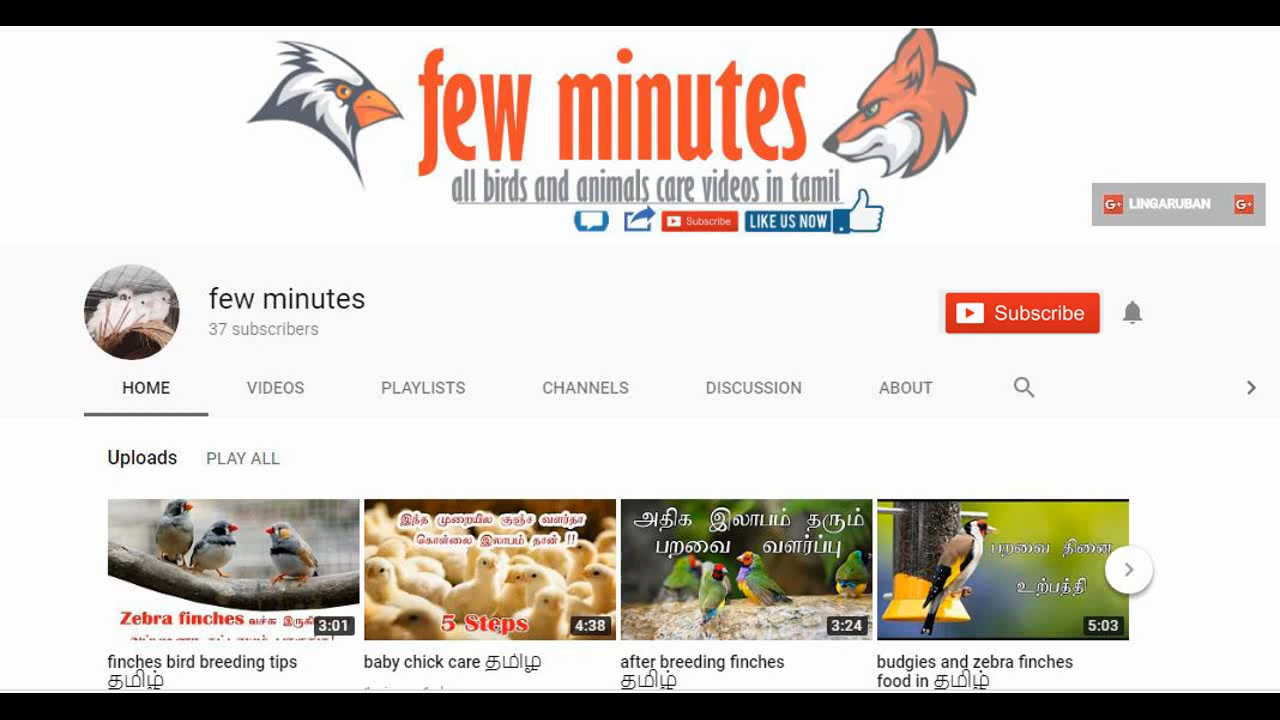 few minutes
all birds and animals care videos in tamil
Subscribe
LIKE US NOW
G+ LINGARUBAN G+
few minutes
37 subscribers
Subscribe
HOME VIDEOS PLAYLISTS CHANNELS DISCUSSION ABOUT
Uploads PLAY ALL
Zebra finches வச்சு
3:01
இந்த முறையில குஞ்சு வளர்தா
கொள்லை இலாபம் தான் !!
5 Steps
4:38
அதிக இலாபம் தரும்
பறவை வளர்ப்பு
3:24
பறவை தினை
உற்பத்தி
5:03
finches bird breeding tips
தமிழ்
baby chick care தமிழ்
after breeding finches
தமிழ்
budgies and zebra finches
food in தமிழ்